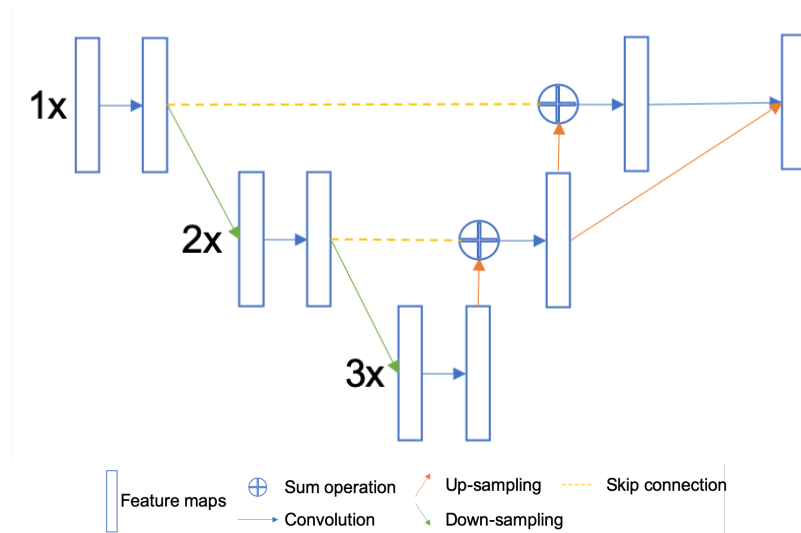 1x
2x
3x
Feature maps
Sum operation
Convolution
Up-sampling
Down-sampling
Skip connection